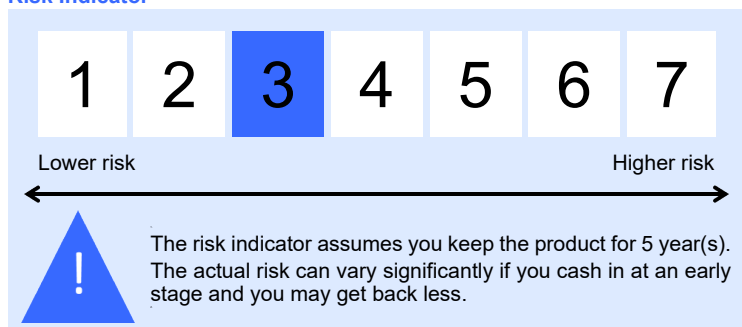 Risk Indicator
1 2 3 4 5 6 7
Lower risk Higher risk
! The risk indicator assumes you keep the product for 5 year(s).
The actual risk can vary significantly if you cash in at an early
stage and you may get back less.